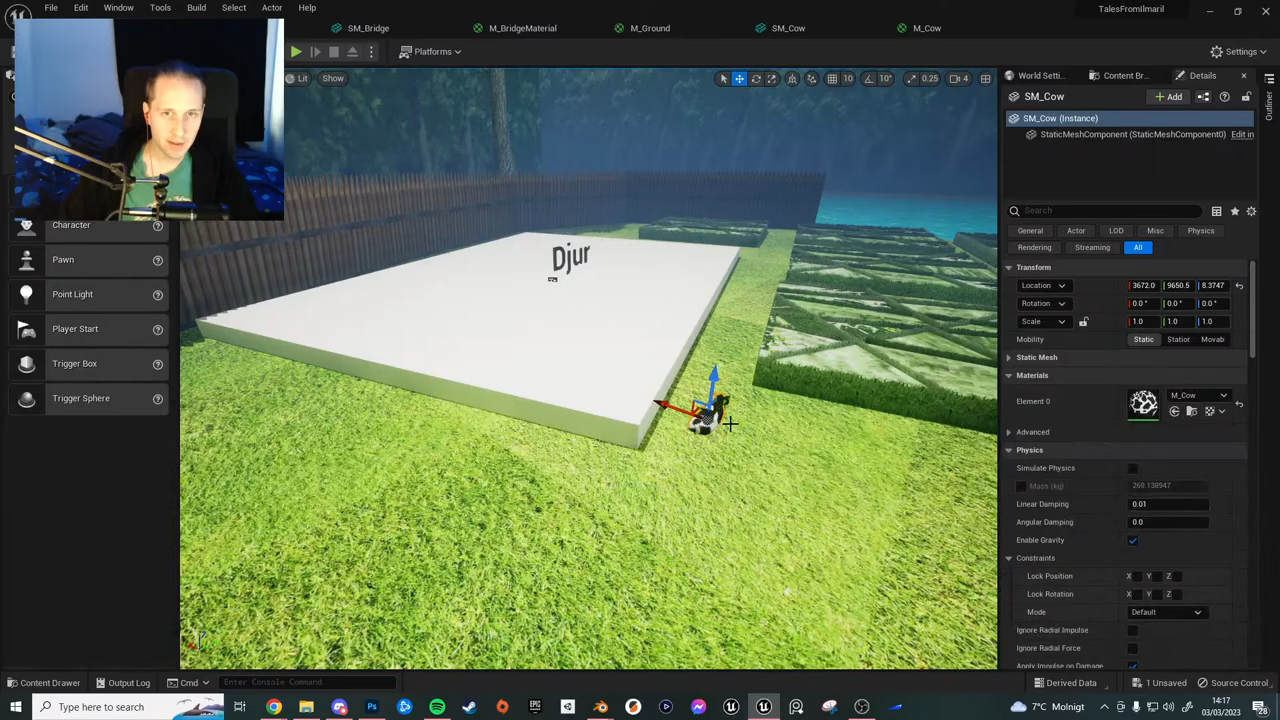 File Edit Window Tools Build Select Actor Help
TalesFromIlmaril
SM_Bridge M_BridgeMaterial M_Ground SM_Cow M_Cow
Platforms
Settings
Lit Show
10 10° 0.25 4
World Setti... Content Br... Details
Outliner
SM_Cow
Add
SM_Cow (Instance)
StaticMeshComponent (StaticMeshComponent0) Edit in
Search
General Actor LOD Misc Physics
Rendering Streaming All
Transform
Location 3672.0 9650.5 8.3747
Rotation 0.0 ° 0.0 ° 0.0 °
Scale 1.0 1.0 1.0
Mobility Static Statior Movab
Static Mesh
Materials
Element 0 M_Cow
Advanced
Physics
Simulate Physics
Mass (kg) 269.138947
Linear Damping 0.01
Angular Damping 0.0
Enable Gravity
Constraints
Lock Position X Y Z
Lock Rotation X Y Z
Mode Default
Ignore Radial Impulse
Ignore Radial Force
Apply Impulse on Damage
Character
Pawn
Point Light
Player Start
Trigger Box
Trigger Sphere
Djur
Content Drawer Output Log Cmd Enter Console Command
Derived Data 1 Unsaved Source Control
Type here to search
7°C Molnigt
14:17
03/03/2023